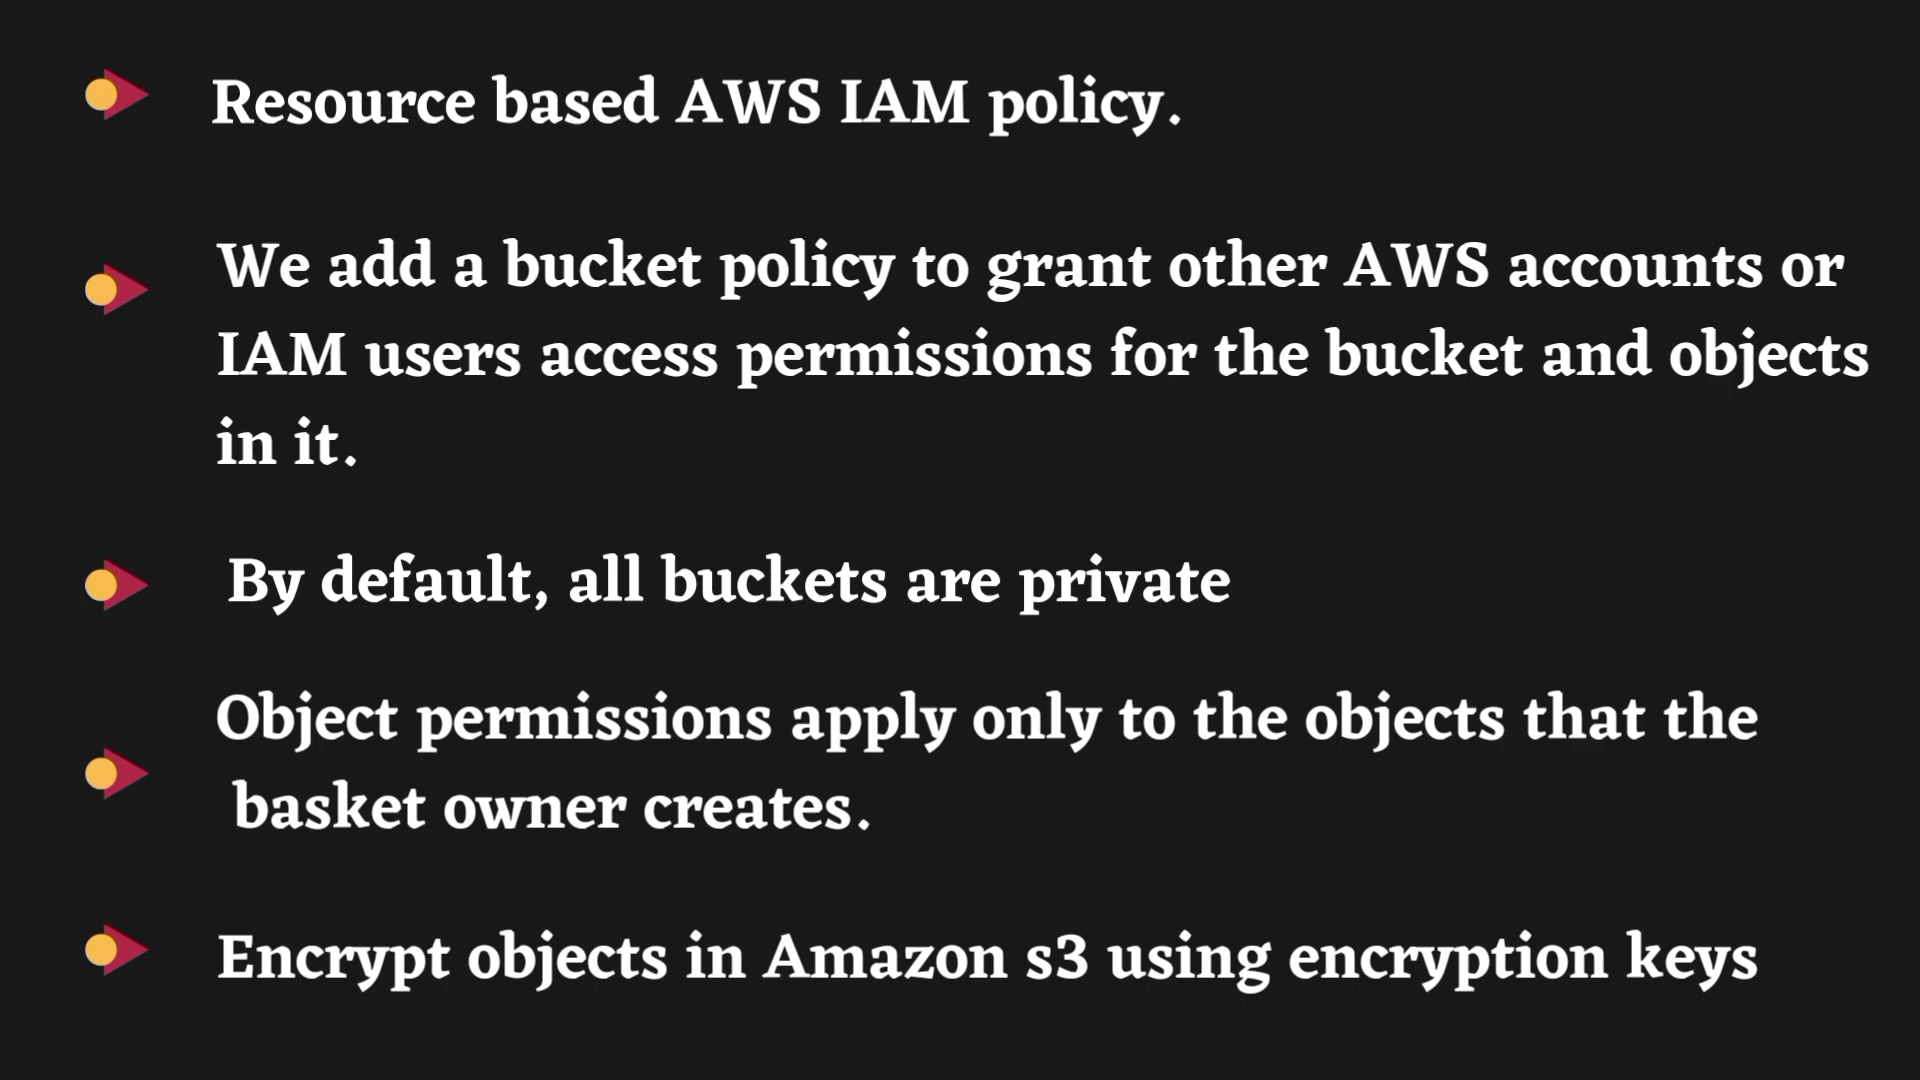 Resource based AWS IAM policy.
We add a bucket policy to grant other AWS accounts or
IAM users access permissions for the bucket and objects
in it.
By default, all buckets are private
Object permissions apply only to the objects that the
basket owner creates.
Encrypt objects in Amazon s3 using encryption keys